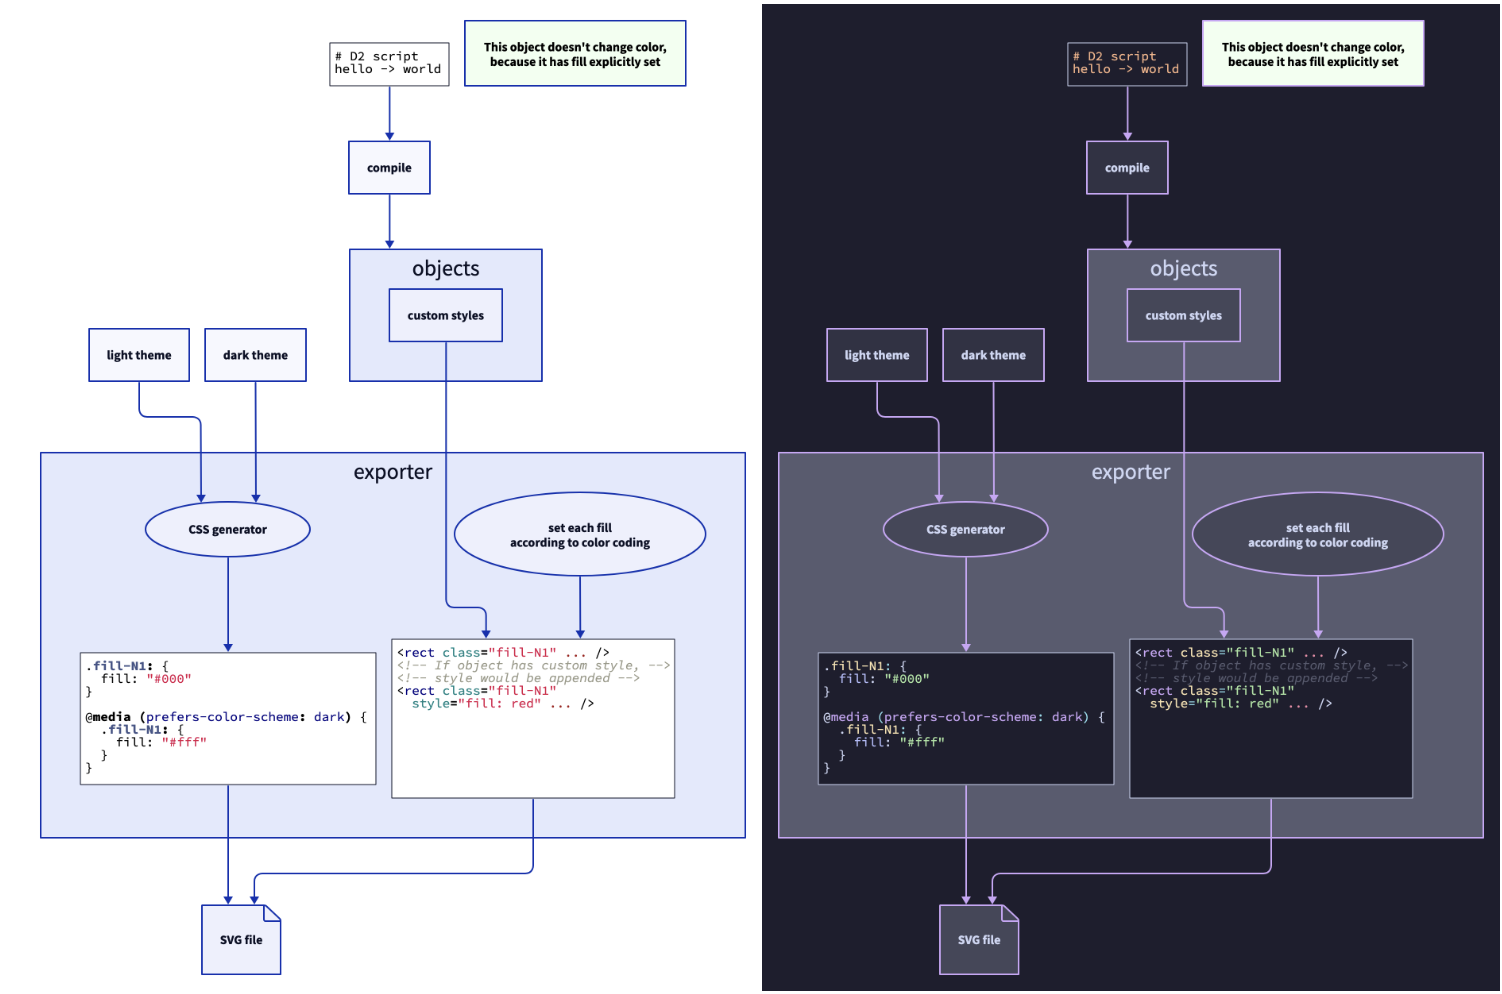 # D2 script
hello -> world
This object doesn't change color,
because it has fill explicitly set
compile
objects
custom styles
light theme
dark theme
exporter
CSS generator
set each fill
according to color coding
.fill-N1: {
  fill: "#000"
}
@media (prefers-color-scheme: dark) {
  .fill-N1: {
    fill: "#fff"
  }
}
<rect class="fill-N1" ... />
<!-- If object has custom style, -->
<!-- style would be appended -->
<rect class="fill-N1"
  style="fill: red" ... />
SVG file
# D2 script
hello -> world
This object doesn't change color,
because it has fill explicitly set
compile
objects
custom styles
light theme
dark theme
exporter
CSS generator
set each fill
according to color coding
.fill-N1: {
  fill: "#000"
}
@media (prefers-color-scheme: dark) {
  .fill-N1: {
    fill: "#fff"
  }
}
<rect class="fill-N1" ... />
<!-- If object has custom style, -->
<!-- style would be appended -->
<rect class="fill-N1"
  style="fill: red" ... />
SVG file